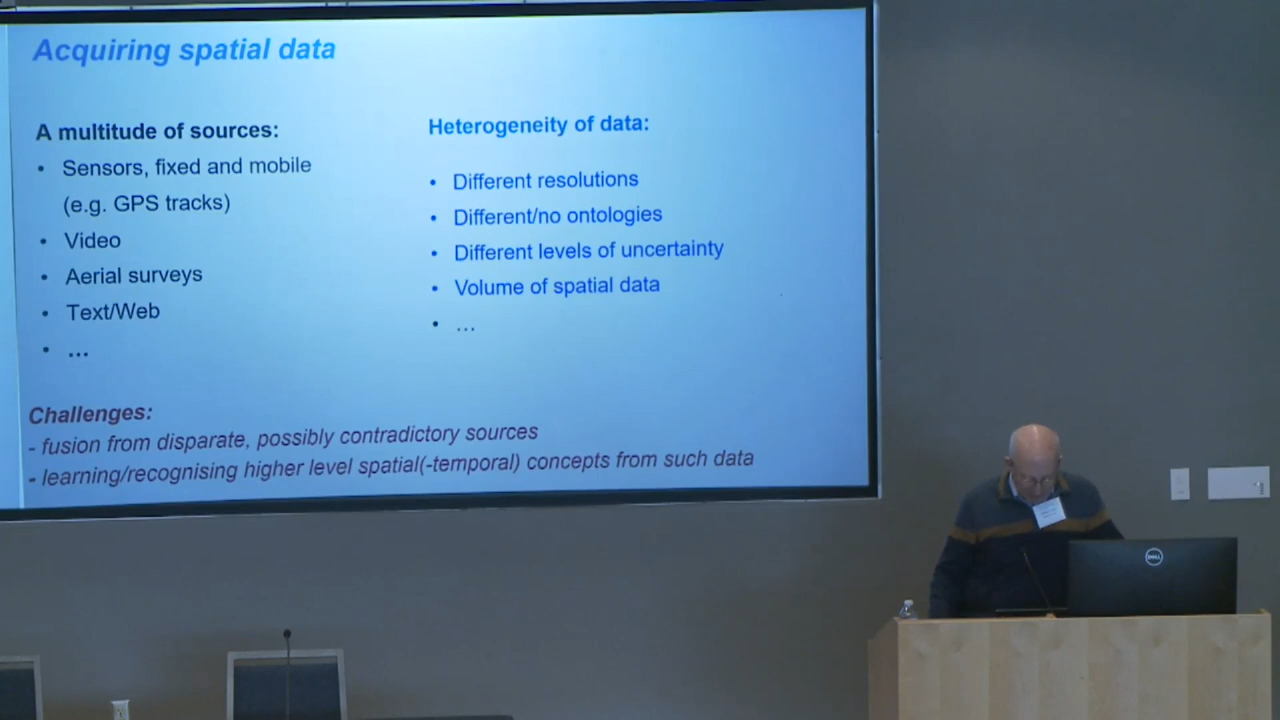 Acquiring spatial data
A multitude of sources:
• Sensors, fixed and mobile
(e.g. GPS tracks)
• Video
• Aerial surveys
• Text/Web
• ...
Heterogeneity of data:
• Different resolutions
• Different/no ontologies
• Different levels of uncertainty
• Volume of spatial data
• ...
Challenges:
- fusion from disparate, possibly contradictory sources
- learning/recognising higher level spatial(-temporal) concepts from such data
DELL